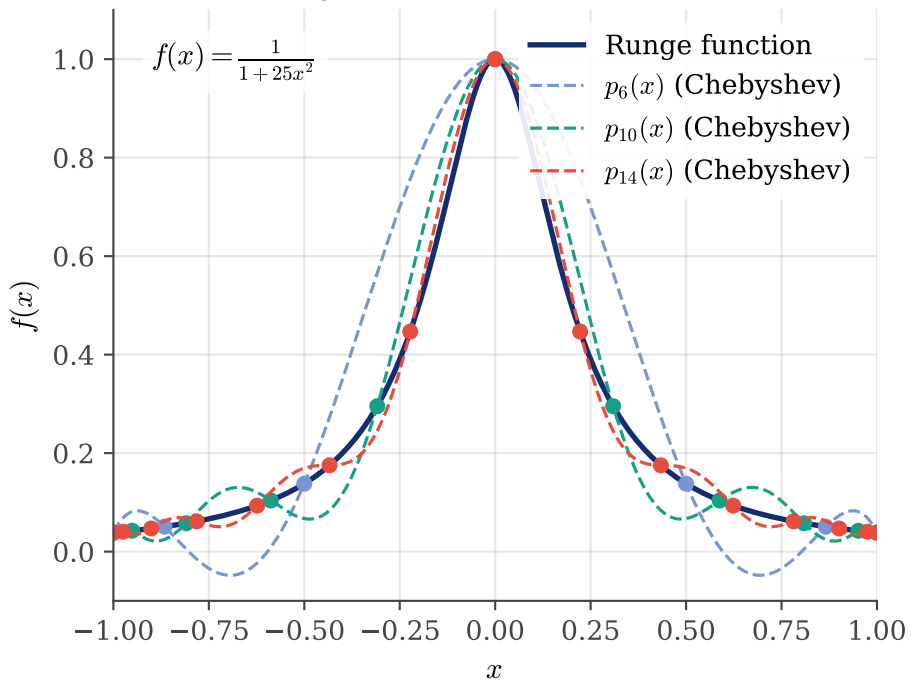 f(x) = 1/(1+25x²)
Runge function
p₆(x) (Chebyshev)
p₁₀(x) (Chebyshev)
p₁₄(x) (Chebyshev)
1.0
0.8
0.6
0.4
0.2
0.0
f(x)
−1.00 −0.75 −0.50 −0.25 0.00 0.25 0.50 0.75 1.00
x